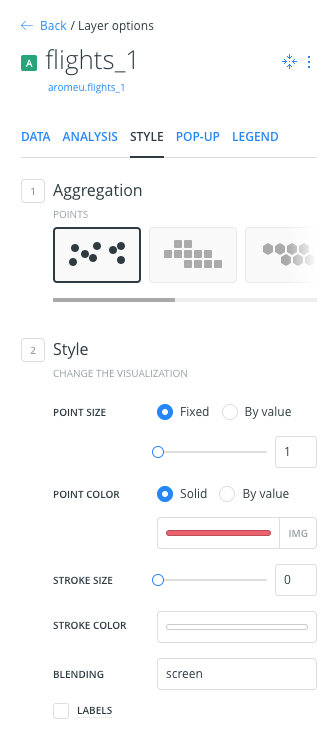 ← Back / Layer options
A flights_1
aromeu.flights_1
DATA ANALYSIS STYLE POP-UP LEGEND
1 Aggregation
POINTS
2 Style
CHANGE THE VISUALIZATION
POINT SIZE Fixed By value
1
POINT COLOR Solid By value
IMG
STROKE SIZE 0
STROKE COLOR
BLENDING screen
LABELS